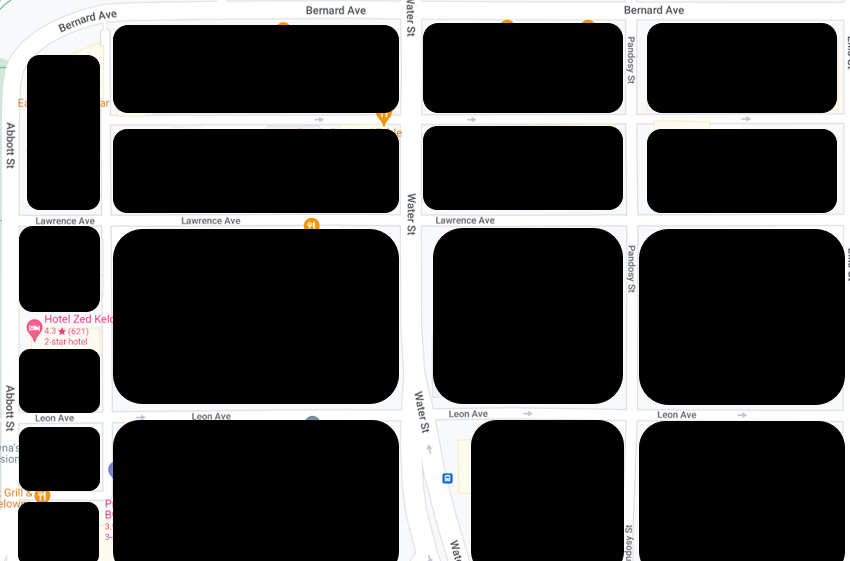 Bernard Ave
Bernard Ave
Bernard Ave
Water St
Pandosy St
Ea
ar
Abbott St
Water St
Lawrence Ave
Lawrence Ave
Lawrence Ave
Pandosy St
Hotel Zed Kelo
4.3 ★ (621)
2-star hotel
Abbott St
Water St
Leon Ave
Leon Ave
Leon Ave
Leon Ave
Grill &